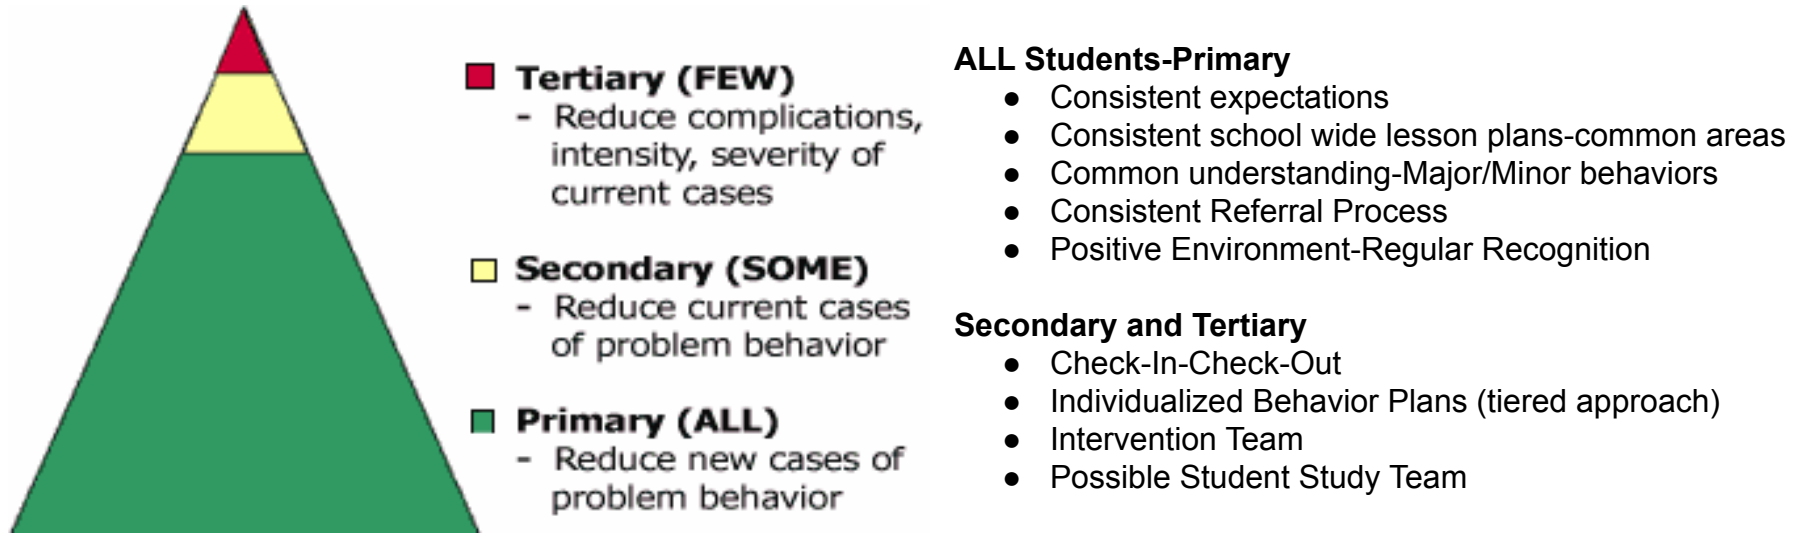 Tertiary (FEW)
- Reduce complications,
intensity, severity of
current cases
Secondary (SOME)
- Reduce current cases
of problem behavior
Primary (ALL)
- Reduce new cases of
problem behavior
ALL Students-Primary
● Consistent expectations
● Consistent school wide lesson plans-common areas
● Common understanding-Major/Minor behaviors
● Consistent Referral Process
● Positive Environment-Regular Recognition
Secondary and Tertiary
● Check-In-Check-Out
● Individualized Behavior Plans (tiered approach)
● Intervention Team
● Possible Student Study Team